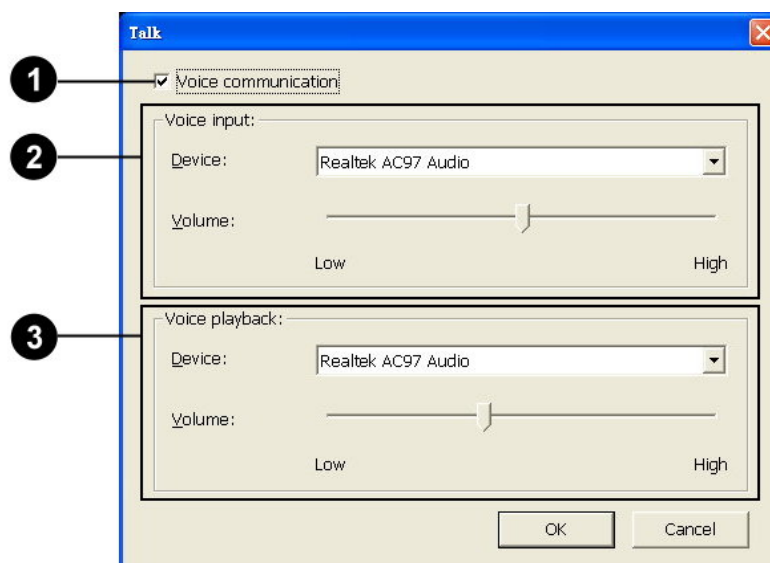 Talk
1
Voice communication
2
Voice input:
Device: Realtek AC97 Audio
Volume:
Low High
3
Voice playback:
Device: Realtek AC97 Audio
Volume:
Low High
OK Cancel